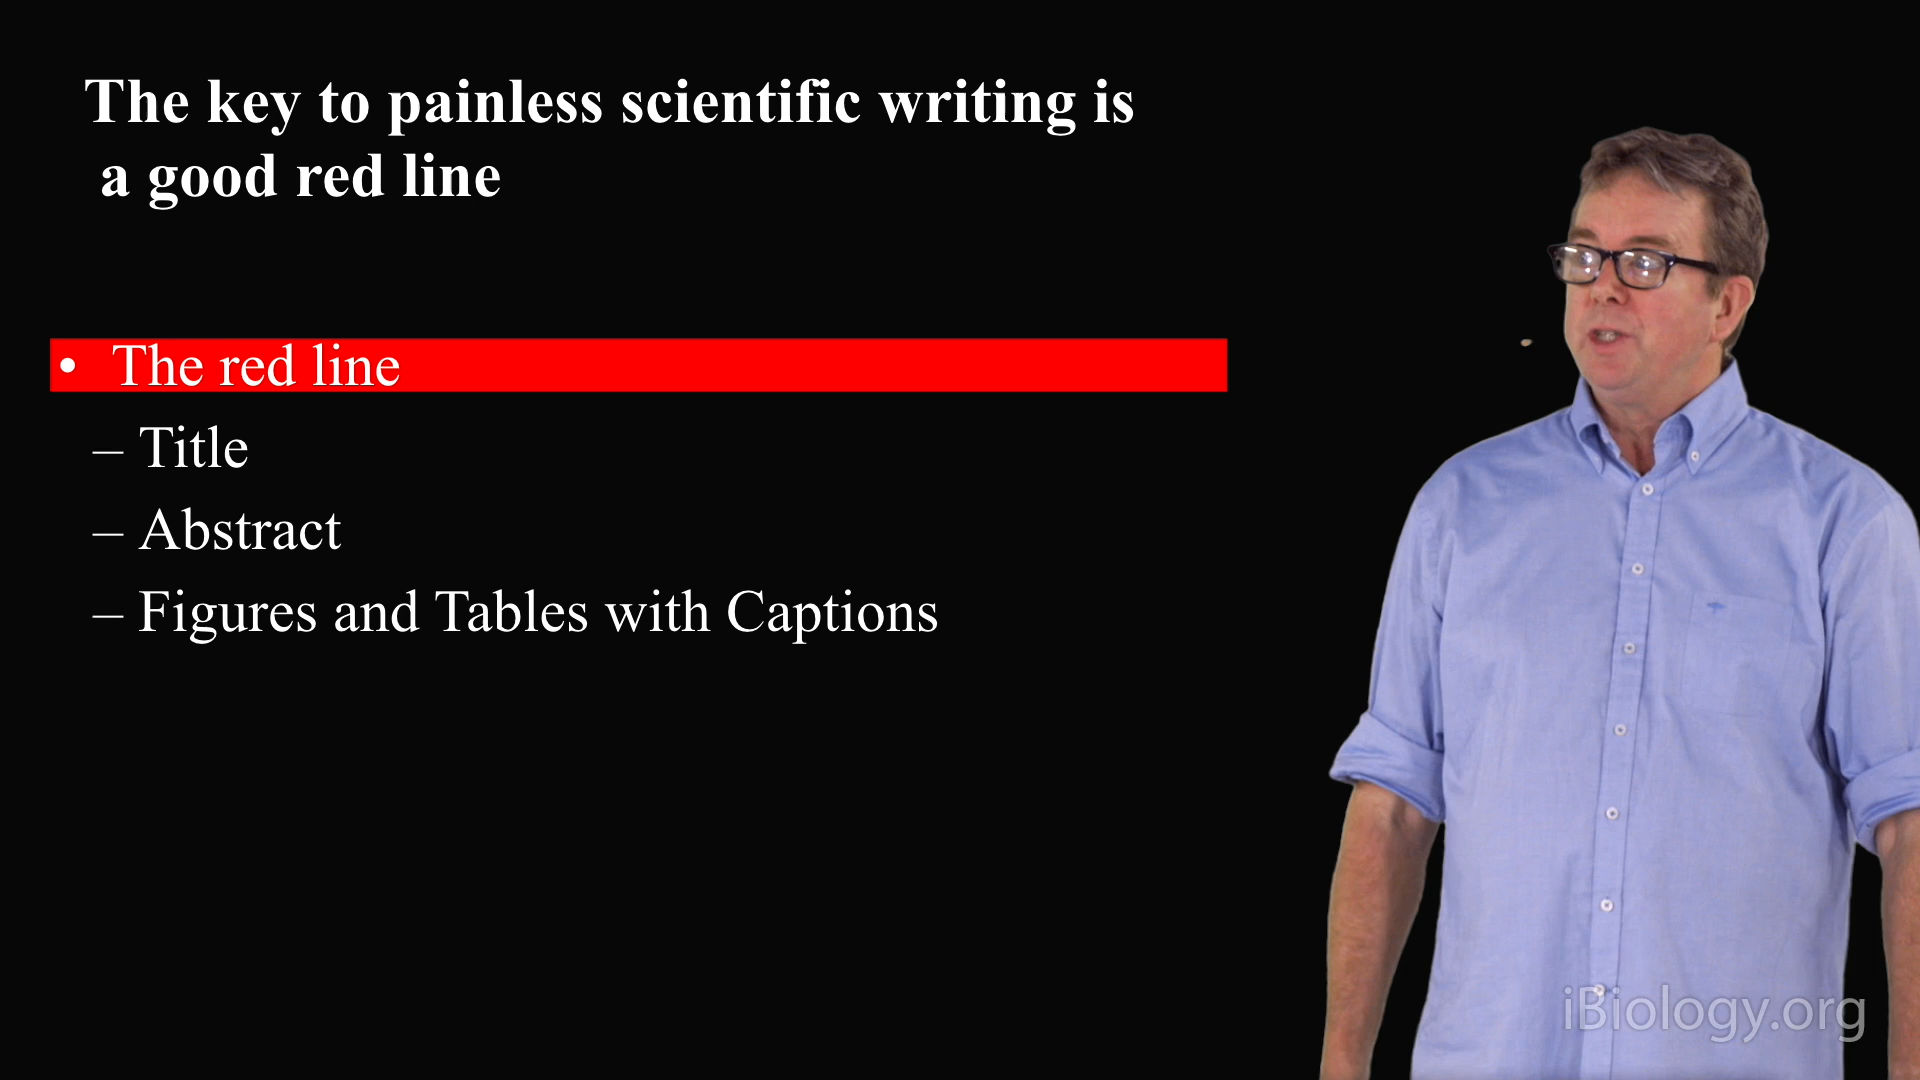 The key to painless scientific writing is
a good red line
• The red line
– Title
– Abstract
– Figures and Tables with Captions
iBiology.org